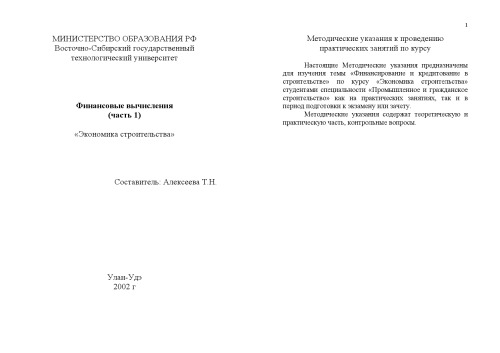 МИНИСТЕРСТВО ОБРАЗОВАНИЯ РФ
Восточно-Сибирский государственный
технологический университет
Финансовые вычисления
(часть 1)
«Экономика строительства»
Составитель: Алексеева Т.Н.
Улан-Удэ
2002 г
1
Методические указания к проведению
практических занятий по курсу
Настоящие Методические указания предназначены
для изучения темы «Финансирование и кредитование в
строительстве» по курсу «Экономика строительства»
студентами специальности «Промышленное и гражданское
строительство» как на практических занятиях, так и в
период подготовки к экзамену или зачету.
Методические указания содержат теоретическую и
практическую часть, контрольные вопросы.